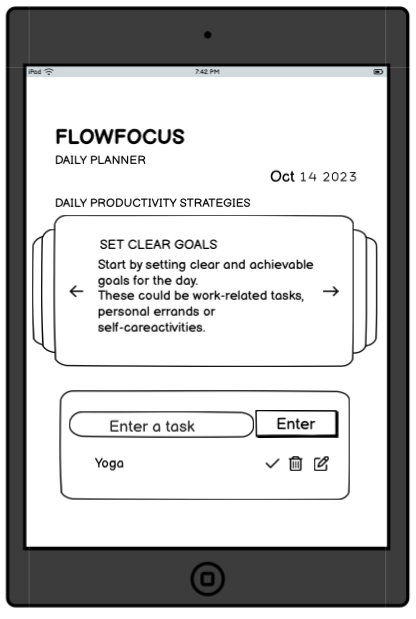 iPad
7:42 PM
FLOWFOCUS
DAILY PLANNER
Oct 14 2023
DAILY PRODUCTIVITY STRATEGIES
SET CLEAR GOALS
Start by setting clear and achievable
goals for the day.
These could be work-related tasks,
personal errands or
self-careactivities.
Enter a task
Enter
Yoga